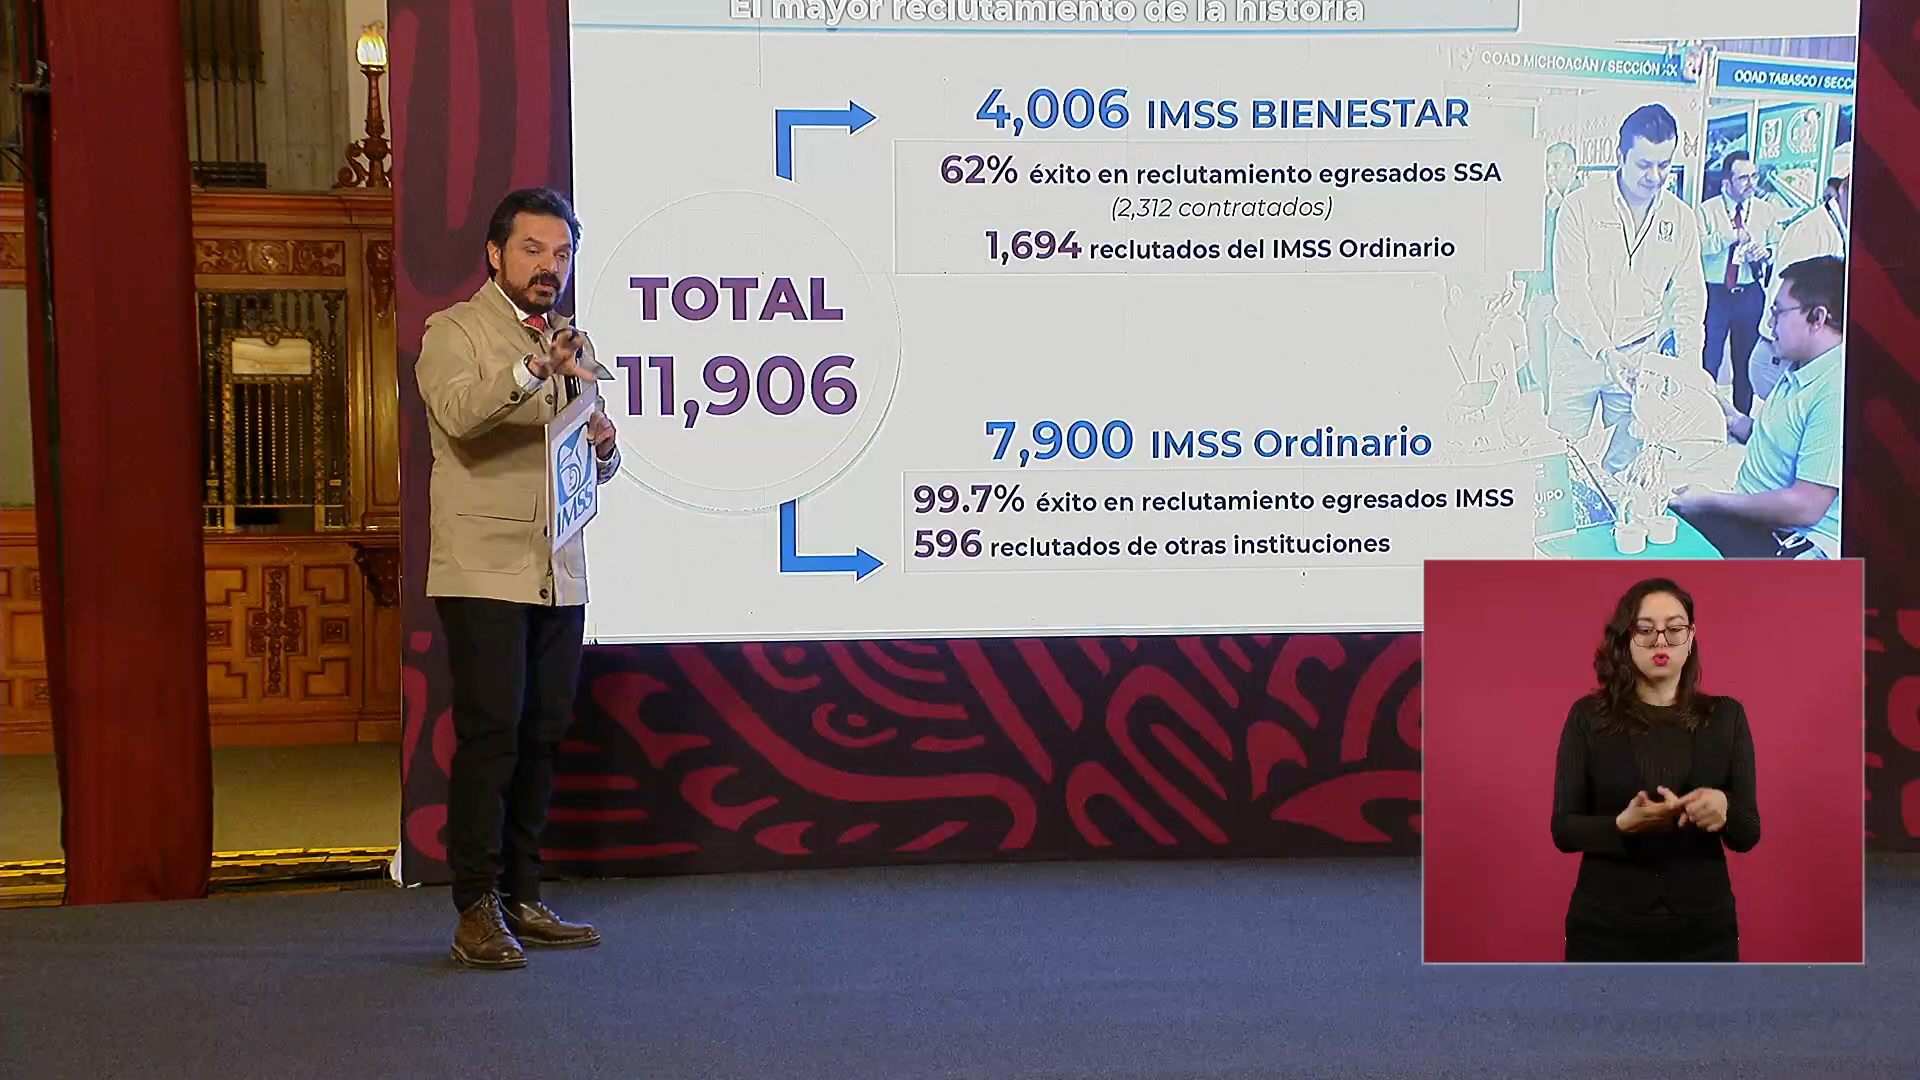 El mayor reclutamiento de la historia
OOAD MICHOACÁN / SECCIÓN XX
OOAD TABASCO / SECC
4,006 IMSS BIENESTAR
62% éxito en reclutamiento egresados SSA
(2,312 contratados)
1,694 reclutados del IMSS Ordinario
TOTAL
11,906
7,900 IMSS Ordinario
99.7% éxito en reclutamiento egresados IMSS
596 reclutados de otras instituciones
IMSS